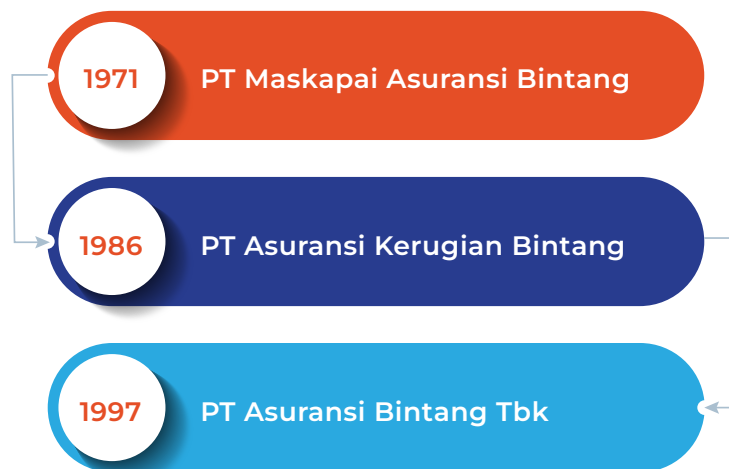 1971 PT Maskapai Asuransi Bintang
1986 PT Asuransi Kerugian Bintang
1997 PT Asuransi Bintang Tbk